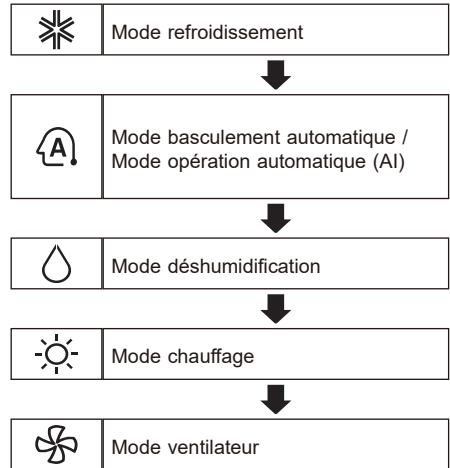 Mode refroidissement
A
Mode basculement automatique /
Mode opération automatique (AI)
Mode déshumidification
Mode chauffage
Mode ventilateur